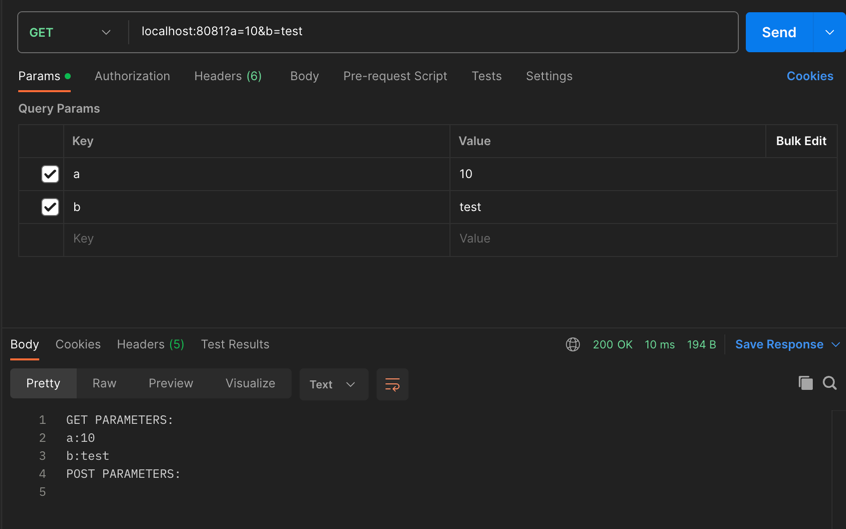 GET localhost:8081?a=10&b=test Send
Params Authorization Headers (6) Body Pre-request Script Tests Settings Cookies
Query Params
Key Value Bulk Edit
a 10
b test
Key Value
Body Cookies Headers (5) Test Results 200 OK 10 ms 194 B Save Response
Pretty Raw Preview Visualize Text
1 GET PARAMETERS:
2 a:10
3 b:test
4 POST PARAMETERS:
5